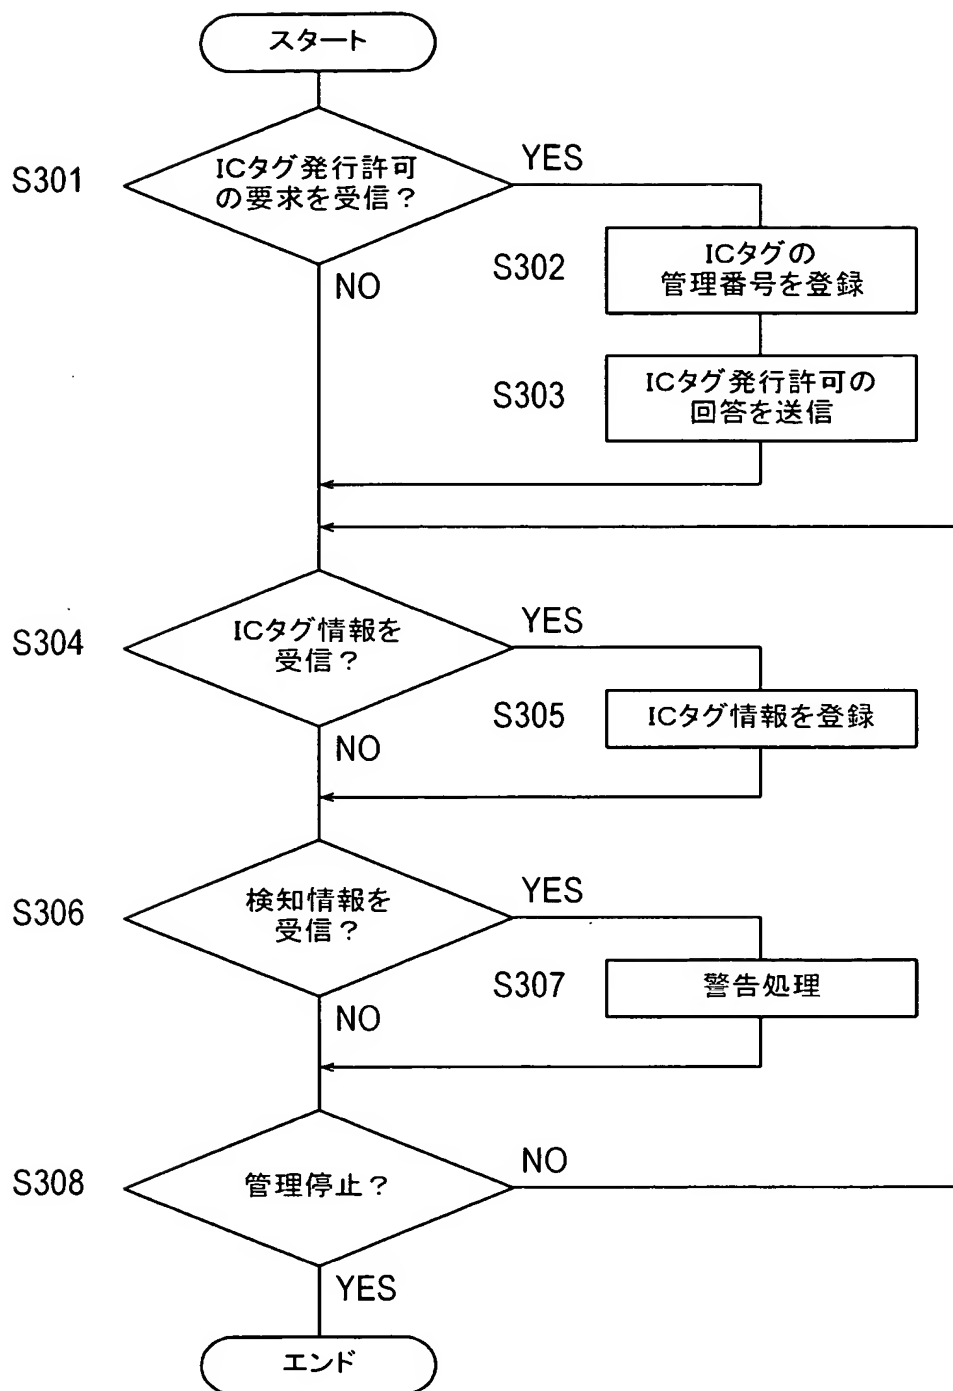 スタート
S301
ICタグ発行許可
の要求を受信？
YES
NO
S302
ICタグの
管理番号を登録
S303
ICタグ発行許可の
回答を送信
S304
ICタグ情報を
受信？
YES
NO
S305
ICタグ情報を登録
S306
検知情報を
受信？
YES
NO
S307
警告処理
S308
管理停止？
NO
YES
エンド